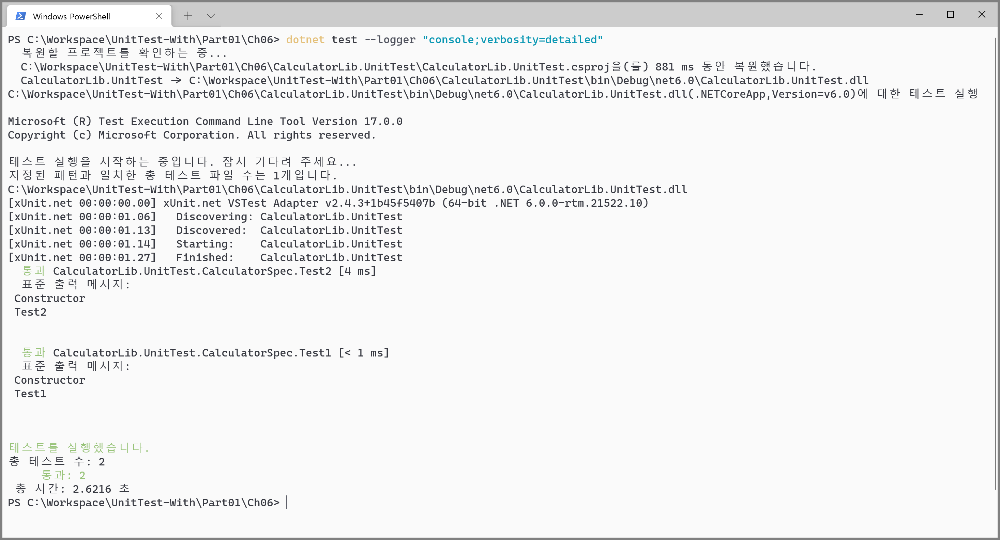 Windows PowerShell
PS C:\Workspace\UnitTest-With\Part01\Ch06> dotnet test --logger "console;verbosity=detailed"
복원할 프로젝트를 확인하는 중...
C:\Workspace\UnitTest-With\Part01\Ch06\CalculatorLib.UnitTest\CalculatorLib.UnitTest.csproj을(를) 881 ms 동안 복원했습니다.
CalculatorLib.UnitTest -> C:\Workspace\UnitTest-With\Part01\Ch06\CalculatorLib.UnitTest\bin\Debug\net6.0\CalculatorLib.UnitTest.dll
C:\Workspace\UnitTest-With\Part01\Ch06\CalculatorLib.UnitTest\bin\Debug\net6.0\CalculatorLib.UnitTest.dll(.NETCoreApp,Version=v6.0)에 대한 테스트 실행
Microsoft (R) Test Execution Command Line Tool Version 17.0.0
Copyright (c) Microsoft Corporation. All rights reserved.
테스트 실행을 시작하는 중입니다. 잠시 기다려 주세요...
지정된 패턴과 일치한 총 테스트 파일 수는 1개입니다.
C:\Workspace\UnitTest-With\Part01\Ch06\CalculatorLib.UnitTest\bin\Debug\net6.0\CalculatorLib.UnitTest.dll
[xUnit.net 00:00:00.00] xUnit.net VSTest Adapter v2.4.3+1b45f5407b (64-bit .NET 6.0.0-rtm.21522.10)
[xUnit.net 00:00:01.06]   Discovering: CalculatorLib.UnitTest
[xUnit.net 00:00:01.13]   Discovered:  CalculatorLib.UnitTest
[xUnit.net 00:00:01.14]   Starting:    CalculatorLib.UnitTest
[xUnit.net 00:00:01.27]   Finished:    CalculatorLib.UnitTest
통과 CalculatorLib.UnitTest.CalculatorSpec.Test2 [4 ms]
표준 출력 메시지:
Constructor
Test2
통과 CalculatorLib.UnitTest.CalculatorSpec.Test1 [< 1 ms]
표준 출력 메시지:
Constructor
Test1
테스트를 실행했습니다.
총 테스트 수: 2
통과: 2
총 시간: 2.6216 초
PS C:\Workspace\UnitTest-With\Part01\Ch06>